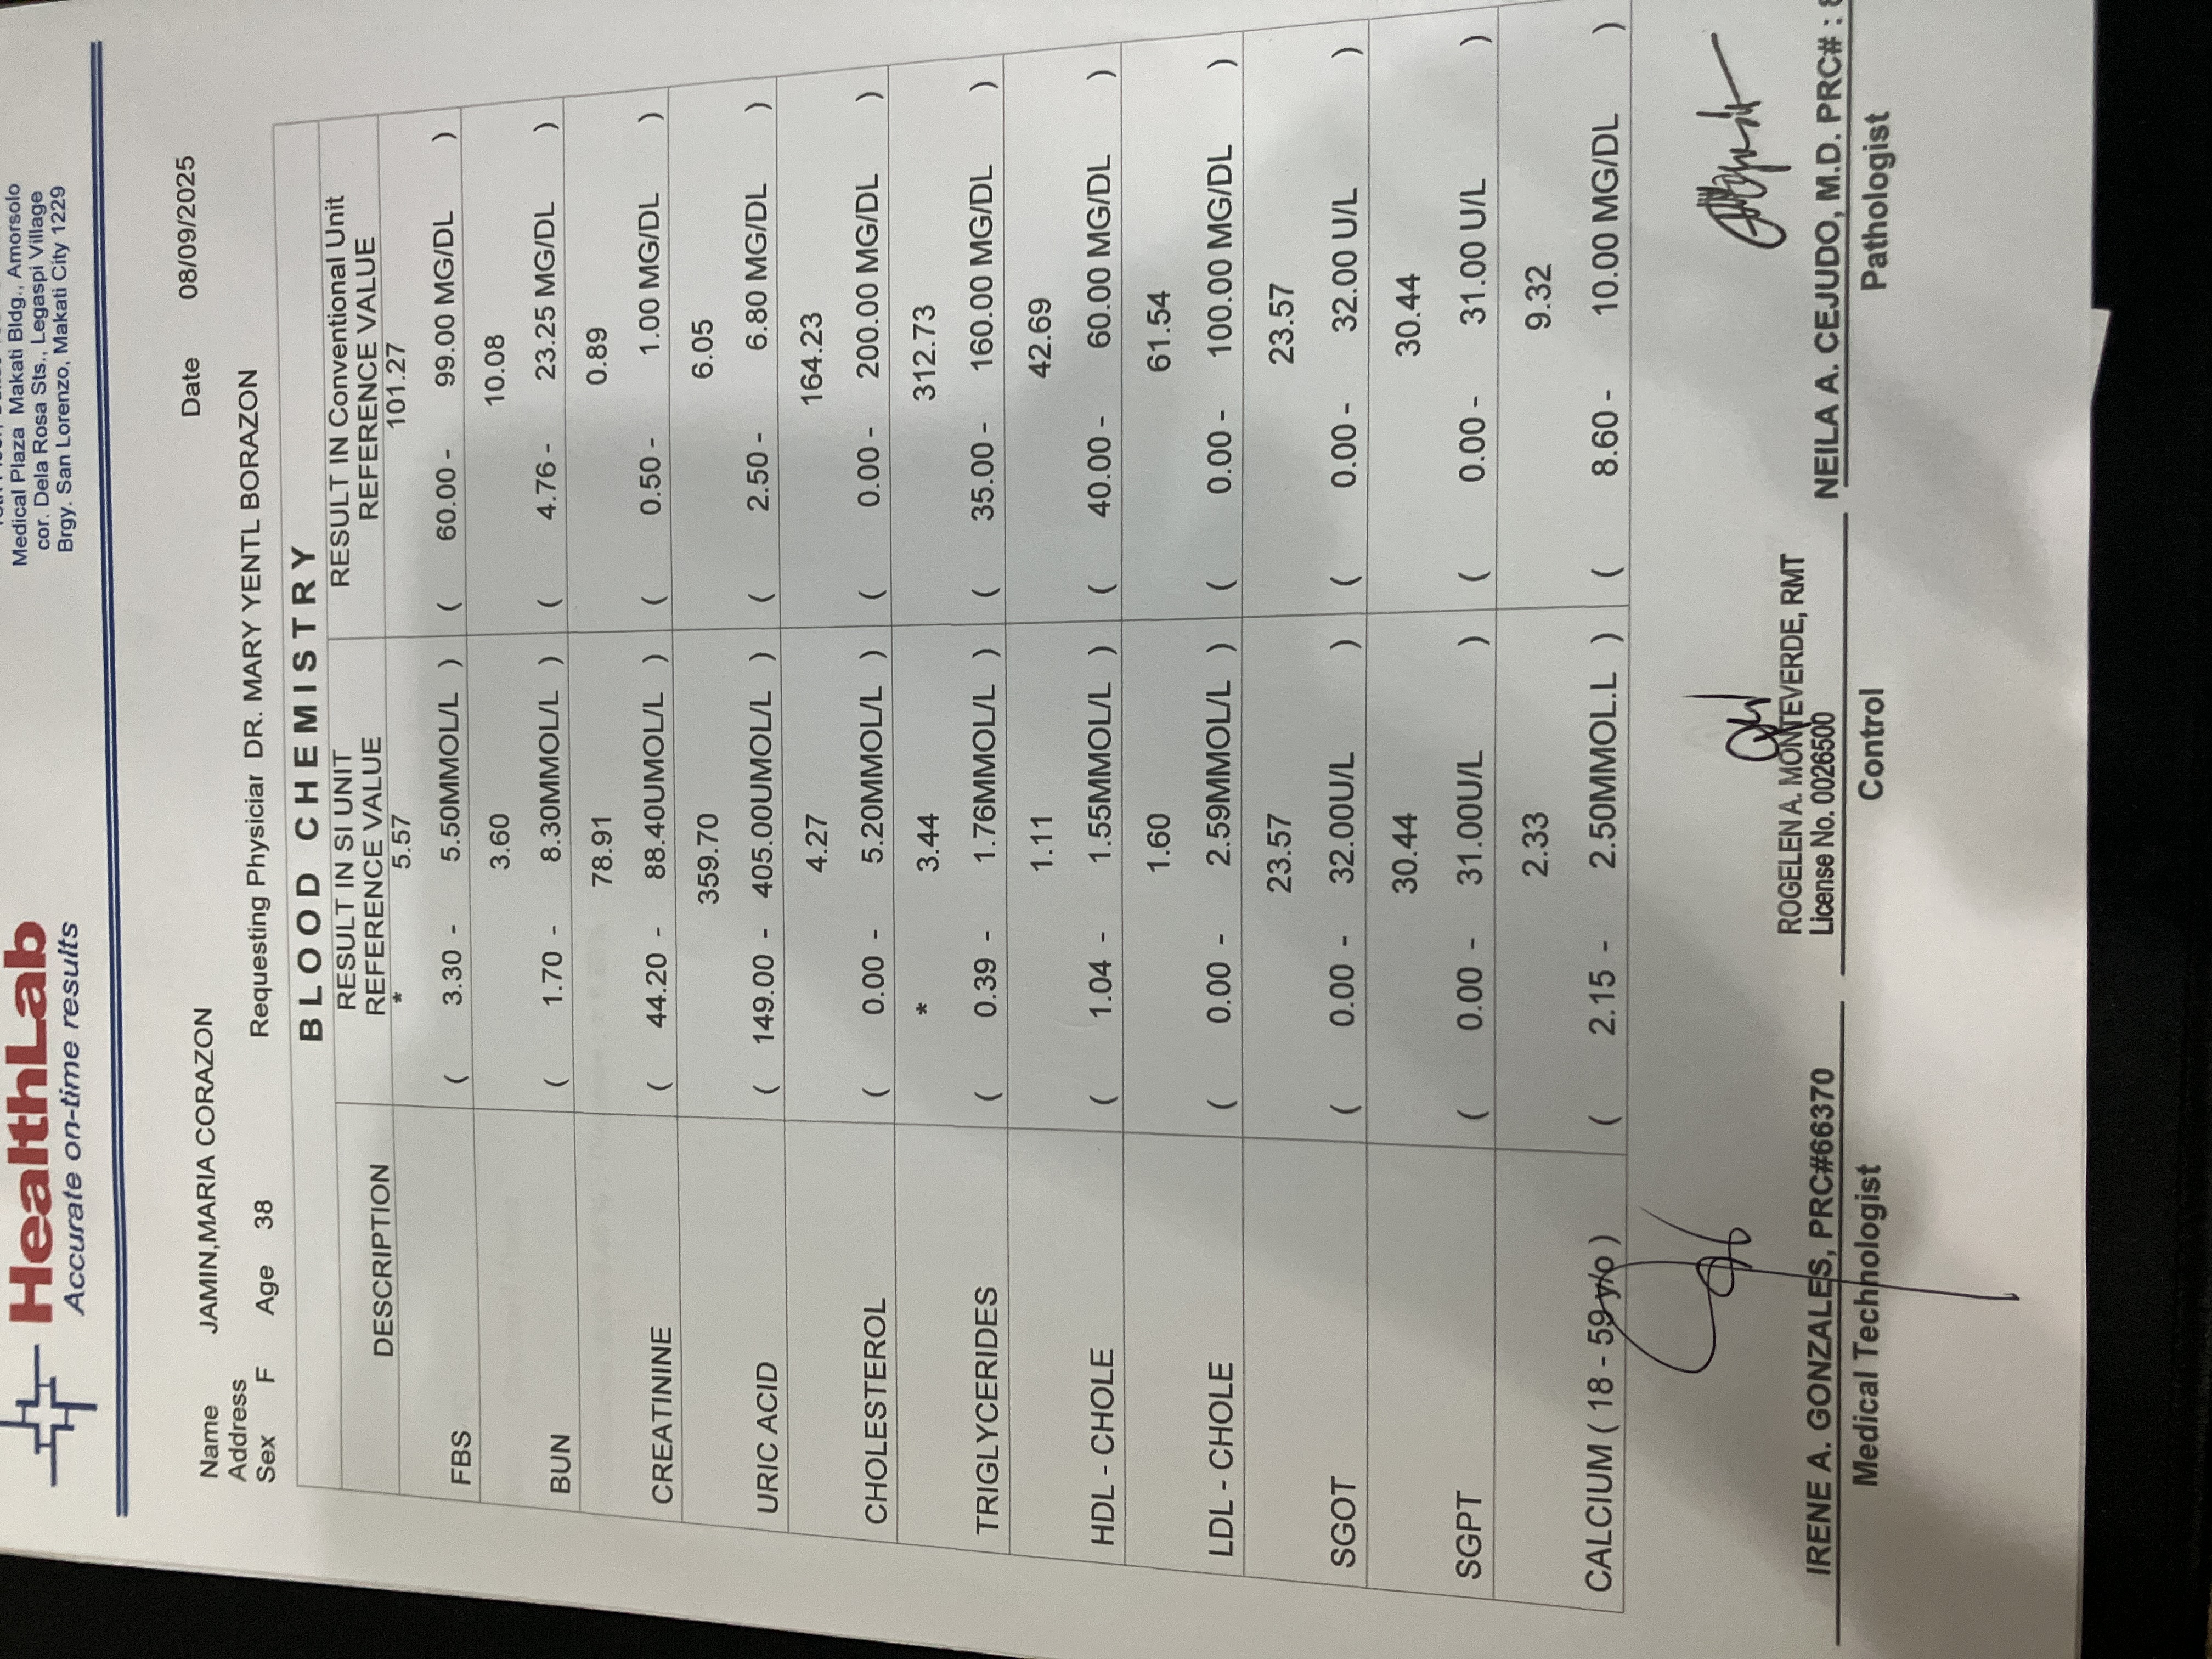 HealthLab
Accurate on-time results
Medical Plaza Makati Bldg., Amorsolo
cor. Dela Rosa Sts., Legaspi Village
Brgy. San Lorenzo, Makati City 1229
Name JAMIN,MARIA CORAZON Date 08/09/2025
Address
Sex F Age 38 Requesting Physiciar DR. MARY YENTL BORAZON
BLOOD CHEMISTRY
DESCRIPTION RESULT IN SI UNIT REFERENCE VALUE RESULT IN Conventional Unit REFERENCE VALUE
* 5.57 101.27
FBS ( 3.30 - 5.50MMOL/L ) ( 60.00 - 99.00 MG/DL )
3.60 10.08
BUN ( 1.70 - 8.30MMOL/L ) ( 4.76 - 23.25 MG/DL )
78.91 0.89
CREATININE ( 44.20 - 88.40UMOL/L ) ( 0.50 - 1.00 MG/DL )
359.70 6.05
URIC ACID ( 149.00 - 405.00UMOL/L ) ( 2.50 - 6.80 MG/DL )
4.27 164.23
CHOLESTEROL ( 0.00 - 5.20MMOL/L ) ( 0.00 - 200.00 MG/DL )
* 3.44 312.73
TRIGLYCERIDES ( 0.39 - 1.76MMOL/L ) ( 35.00 - 160.00 MG/DL )
1.11 42.69
HDL - CHOLE ( 1.04 - 1.55MMOL/L ) ( 40.00 - 60.00 MG/DL )
1.60 61.54
LDL - CHOLE ( 0.00 - 2.59MMOL/L ) ( 0.00 - 100.00 MG/DL )
23.57 23.57
SGOT ( 0.00 - 32.00U/L ) ( 0.00 - 32.00 U/L )
30.44 30.44
SGPT ( 0.00 - 31.00U/L ) ( 0.00 - 31.00 U/L )
2.33 9.32
CALCIUM ( 18 - 59 y/o ) ( 2.15 - 2.50MMOL.L ) ( 8.60 - 10.00 MG/DL )
IRENE A. GONZALES, PRC#66370
Medical Technologist
ROGELEN A. MONTEVERDE, RMT
License No. 0026500
Control
NEILA A. CEJUDO, M.D. PRC# :
Pathologist